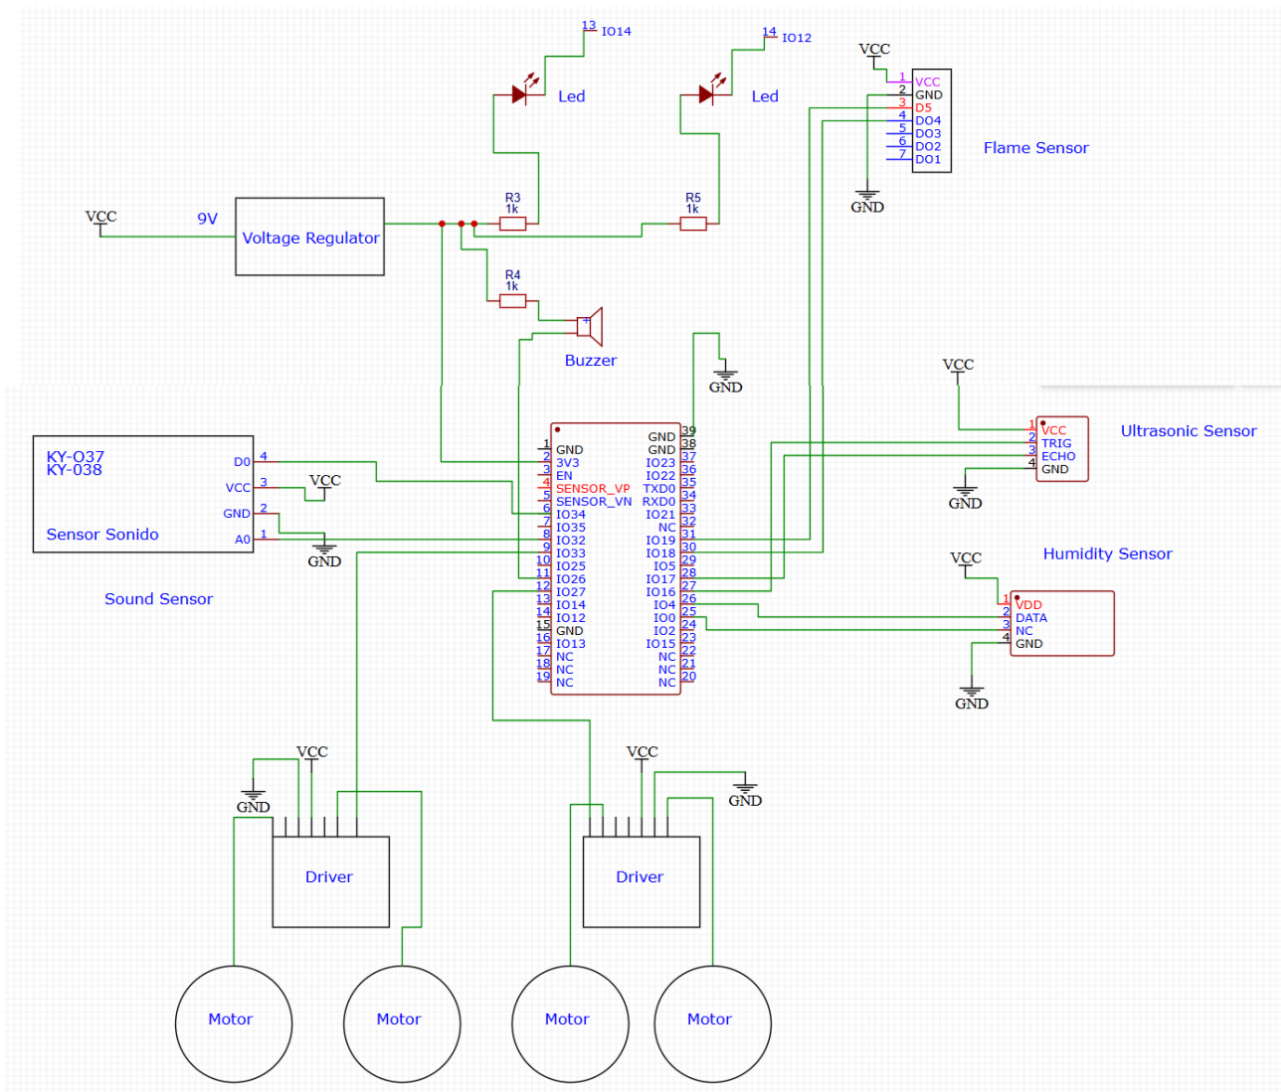 13 IO14
14 IO12
Led
Led
VCC
1 VCC
2 GND
3 D5
4 DO4
5 DO3
6 DO2
7 DO1
Flame Sensor
GND
VCC
9V
Voltage Regulator
R3
1k
R5
1k
R4
1k
+
Buzzer
GND
VCC
1 VCC
2 TRIG
3 ECHO
4 GND
Ultrasonic Sensor
GND
KY-O37
KY-038
Sensor Sonido
D0 4
VCC 3
GND 2
A0 1
VCC
GND
Sound Sensor
1 GND
2 3V3
3 EN
4 SENSOR_VP
5 SENSOR_VN
6 IO34
7 IO35
8 IO32
9 IO33
10 IO25
11 IO26
12 IO27
13 IO14
14 IO12
15 GND
16 IO13
17 NC
18 NC
19 NC
GND 39
GND 38
IO23 37
IO22 36
TXD0 35
RXD0 34
IO21 33
NC 32
IO19 31
IO18 30
IO5 29
IO17 28
IO16 27
IO4 26
IO0 25
IO2 24
IO15 23
NC 22
NC 21
NC 20
Humidity Sensor
VCC
1 VDD
2 DATA
3 NC
4 GND
GND
VCC
GND
Driver
VCC
GND
Driver
Motor
Motor
Motor
Motor